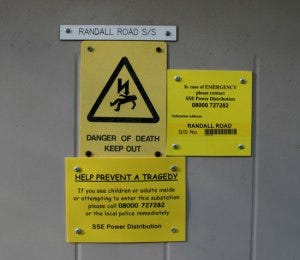 RANDALL ROAD S/S
DANGER OF DEATH
KEEP OUT
In case of EMERGENCY
please contact
SSE Power Distribution
08000 727282
Substation Address
RANDALL ROAD
S/S No.
HELP PREVENT A TRAGEDY
If you see children or adults inside
or attempting to enter this substation
please call 08000 727282
or the local police immediately
SSE Power Distribution